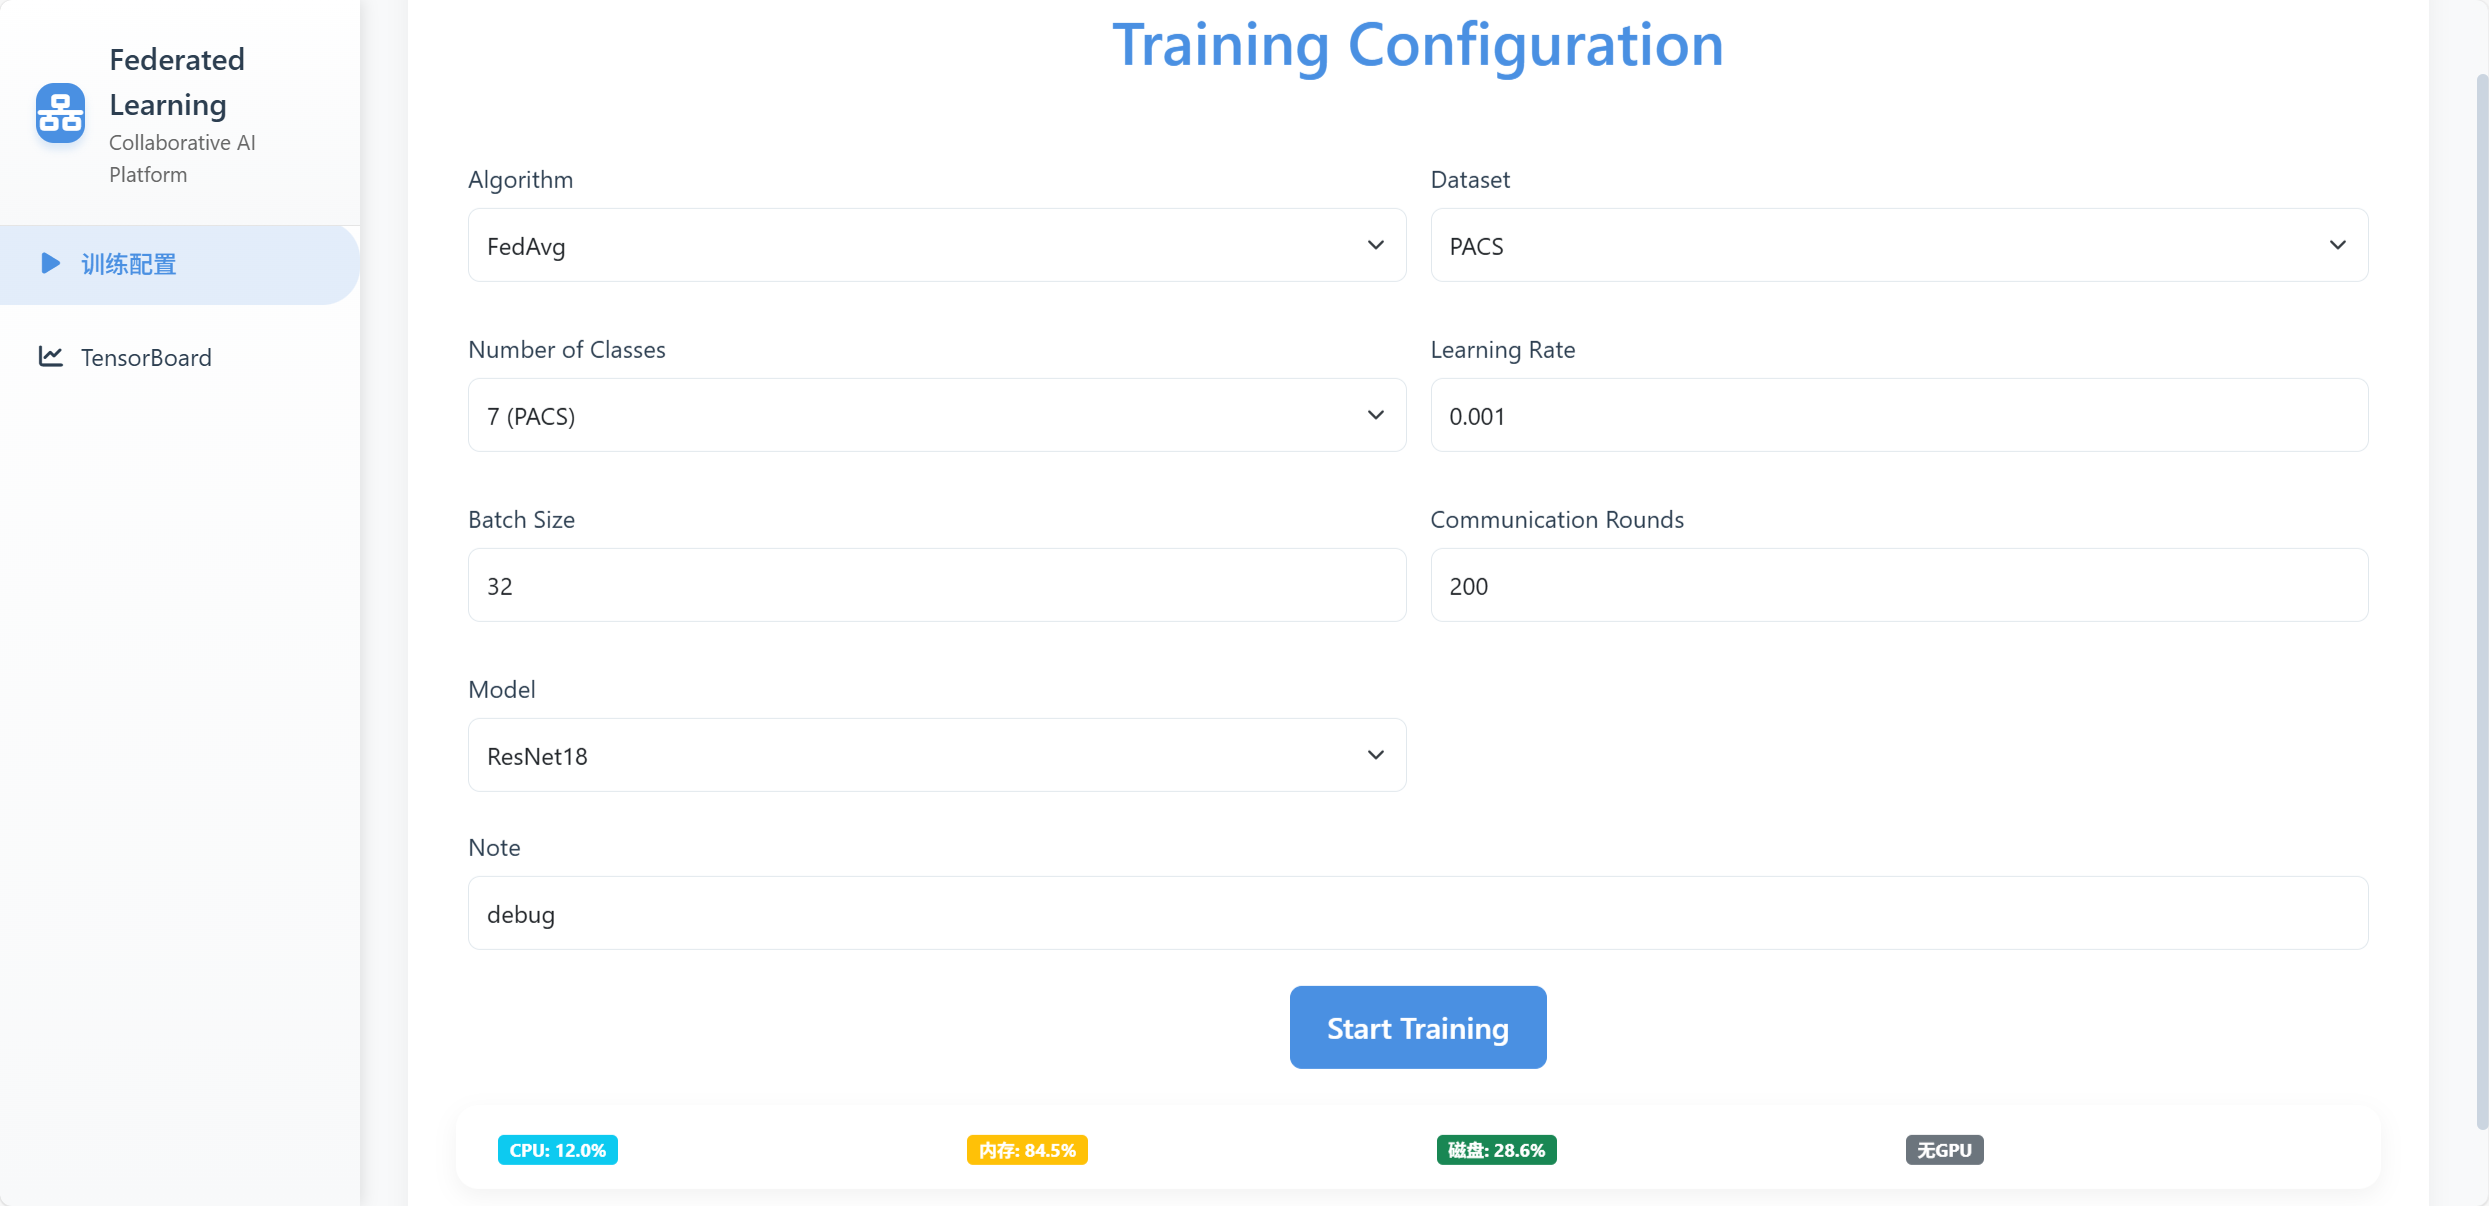 Federated
Learning
Collaborative AI
Platform
训练配置
TensorBoard
Training Configuration
Algorithm
FedAvg
Dataset
PACS
Number of Classes
7 (PACS)
Learning Rate
0.001
Batch Size
32
Communication Rounds
200
Model
ResNet18
Note
debug
Start Training
CPU: 12.0%
内存: 84.5%
磁盘: 28.6%
无GPU